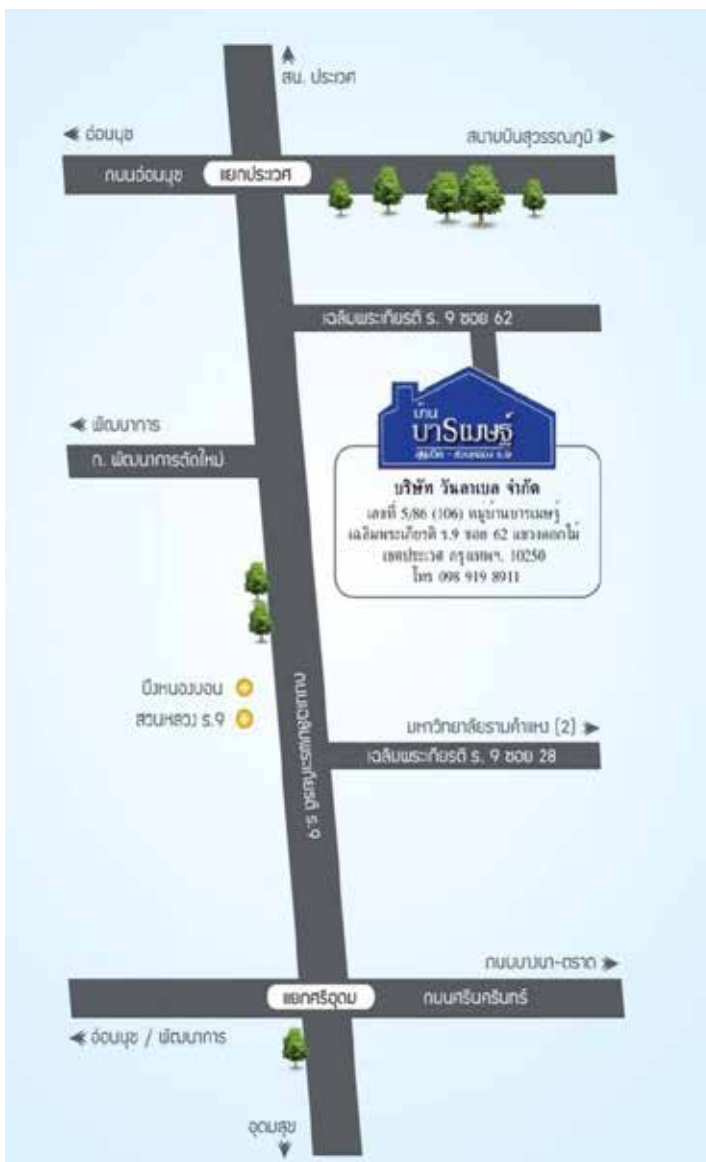 สน. ประเวศ
อ่อนนุช
สนามบินสุวรรณภูมิ
ถนนอ่อนนุช
แยกประเวศ
เฉลิมพระเกียรติ ร. 9 ซอย 62
พัฒนาการ
ถ. พัฒนาการตัดใหม่
บ้าน
บารเมษฐ์
สุขุมวิท - สวนหลวง ร.9
บริษัท วันลาเบล จำกัด
เลขที่ 5/86 (106) หมู่บ้านบารเมษฐ์
เฉลิมพระเกียรติ ร.9 ซอย 62 แขวงดอกไม้
เขตประเวศ กรุงเทพฯ. 10250
โทร 098 919 8911
บึงหนองบอน
สวนหลวง ร.9
ถนนเฉลิมพระเกียรติ ร.9
มหาวิทยาลัยรามคำแหง (2)
เฉลิมพระเกียรติ ร. 9 ซอย 28
ถนนบางนา-ตราด
แยกศรีอุดม
ถนนศรีนครินทร์
อ่อนนุช / พัฒนาการ
อุดมสุข